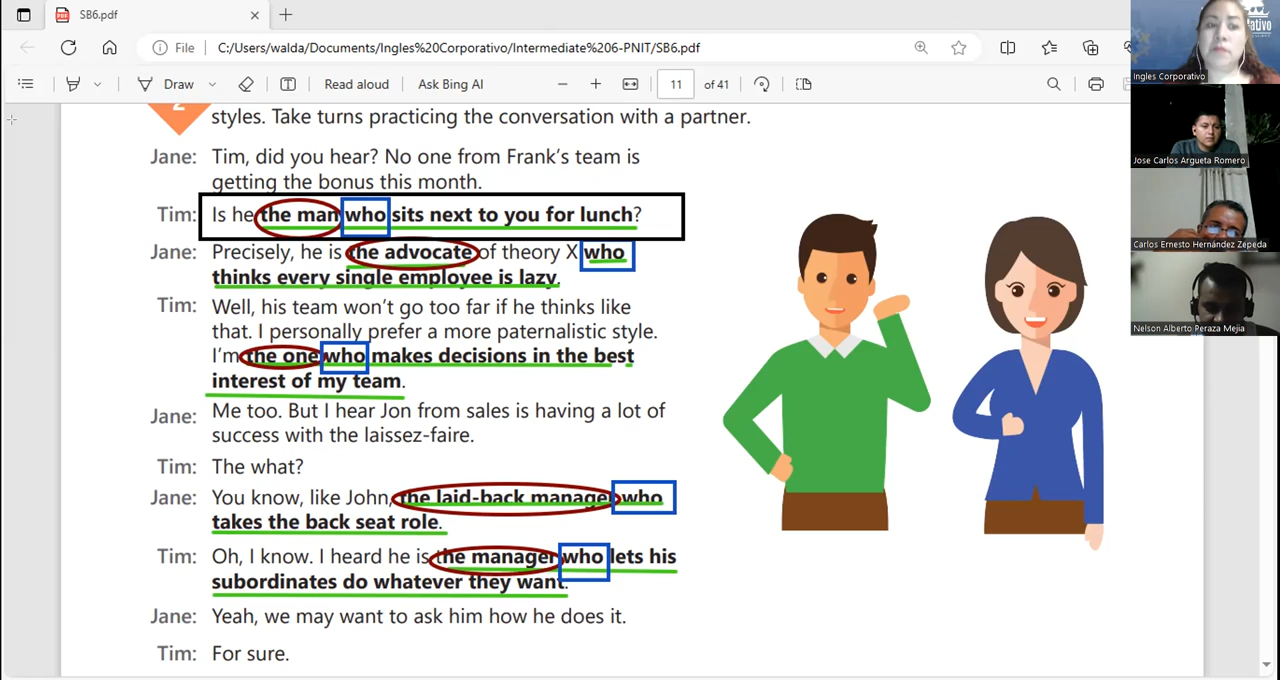 SB6.pdf
File C:/Users/walda/Documents/Ingles%20Corporativo/Intermediate%206-PNIT/SB6.pdf
Draw Read aloud Ask Bing AI 11 of 41
2
styles. Take turns practicing the conversation with a partner.
Jane: Tim, did you hear? No one from Frank's team is
getting the bonus this month.
Tim: Is he the man who sits next to you for lunch?
Jane: Precisely, he is the advocate of theory X who
thinks every single employee is lazy.
Tim: Well, his team won't go too far if he thinks like
that. I personally prefer a more paternalistic style.
I'm the one who makes decisions in the best
interest of my team.
Jane: Me too. But I hear Jon from sales is having a lot of
success with the laissez-faire.
Tim: The what?
Jane: You know, like John, the laid-back manager who
takes the back seat role.
Tim: Oh, I know. I heard he is the manager who lets his
subordinates do whatever they want.
Jane: Yeah, we may want to ask him how he does it.
Tim: For sure.
Ingles Corporativo
Jose Carlos Argueta Romero
Carlos Ernesto Hernández Zepeda
Nelson Alberto Peraza Mejia